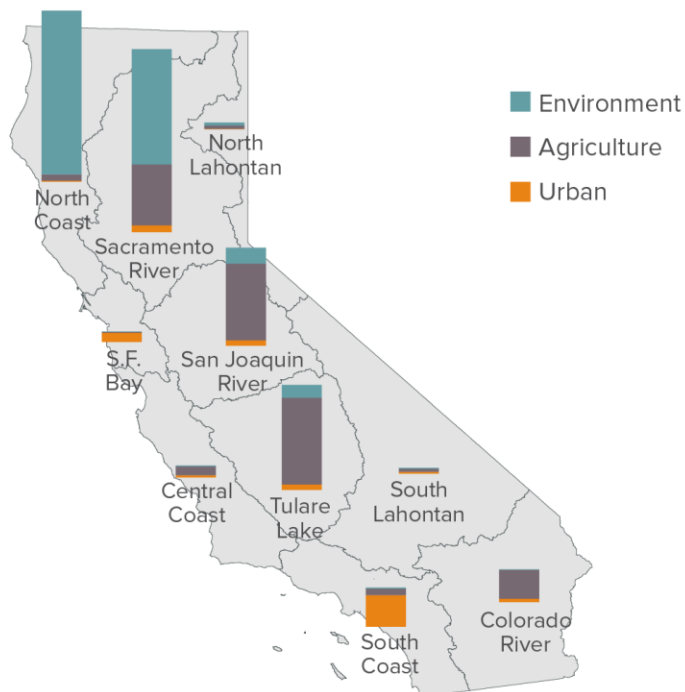 Environment
Agriculture
Urban
North
Lahontan
North
Coast
Sacramento
River
S.F.
Bay
San Joaquin
River
Central
Coast
Tulare
Lake
South
Lahontan
South
Coast
Colorado
River